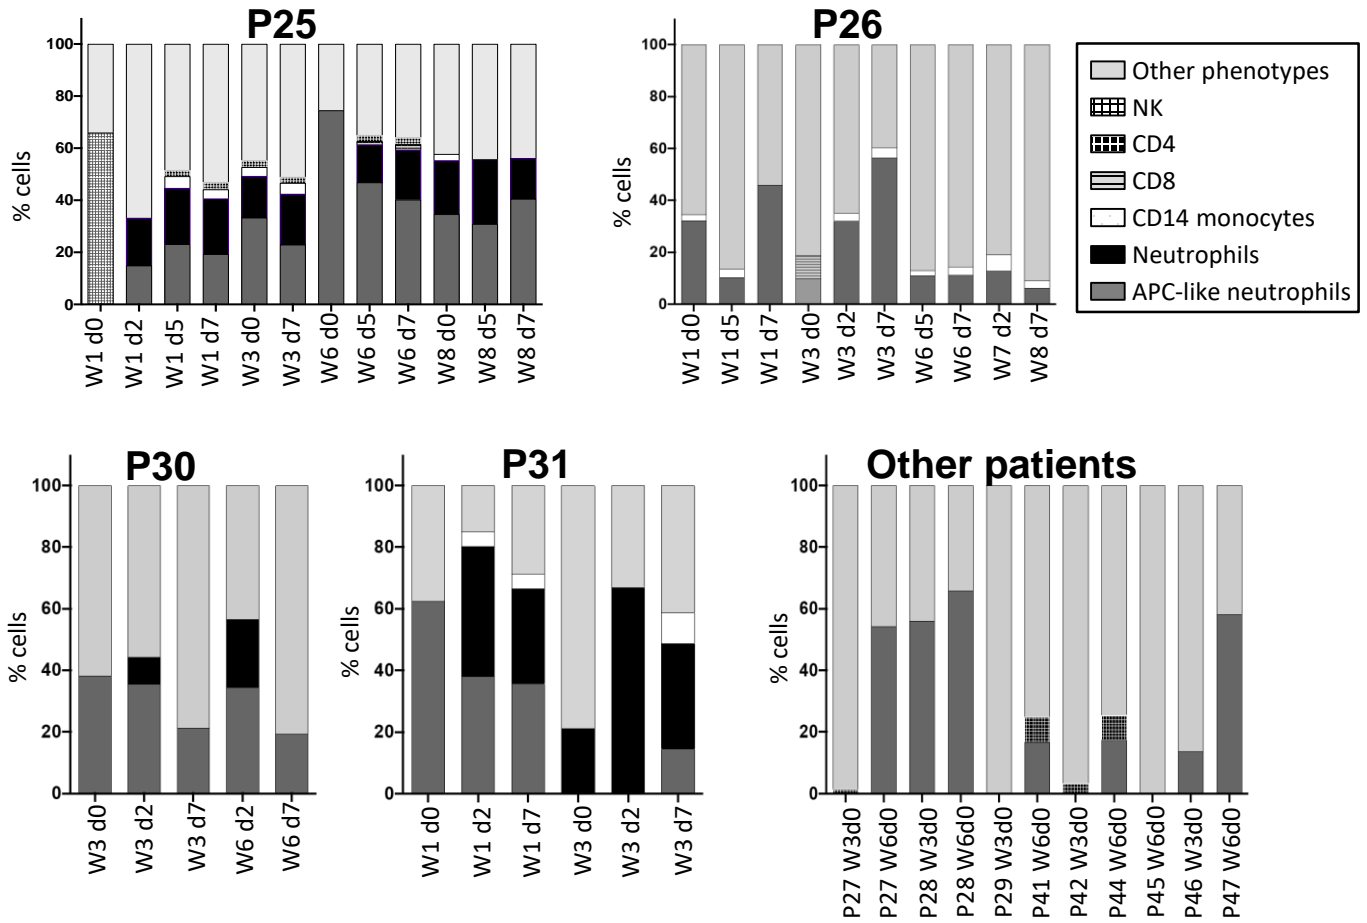 P25
100
80
60
40
20
0
% cells
W1 d0
W1 d2
W1 d5
W1 d7
W3 d0
W3 d7
W6 d0
W6 d5
W6 d7
W8 d0
W8 d5
W8 d7
P26
100
80
60
40
20
0
% cells
W1 d0
W1 d5
W1 d7
W3 d0
W3 d2
W3 d7
W6 d5
W6 d7
W7 d2
W8 d7
Other phenotypes
NK
CD4
CD8
CD14 monocytes
Neutrophils
APC-like neutrophils
P30
100
80
60
40
20
0
% cells
W3 d0
W3 d2
W3 d7
W6 d2
W6 d7
P31
100
80
60
40
20
0
% cells
W1 d0
W1 d2
W1 d7
W3 d0
W3 d2
W3 d7
Other patients
100
80
60
40
20
0
% cells
P27 W3d0
P27 W6d0
P28 W3d0
P28 W6d0
P29 W3d0
P41 W6d0
P42 W3d0
P44 W6d0
P45 W6d0
P46 W3d0
P47 W6d0